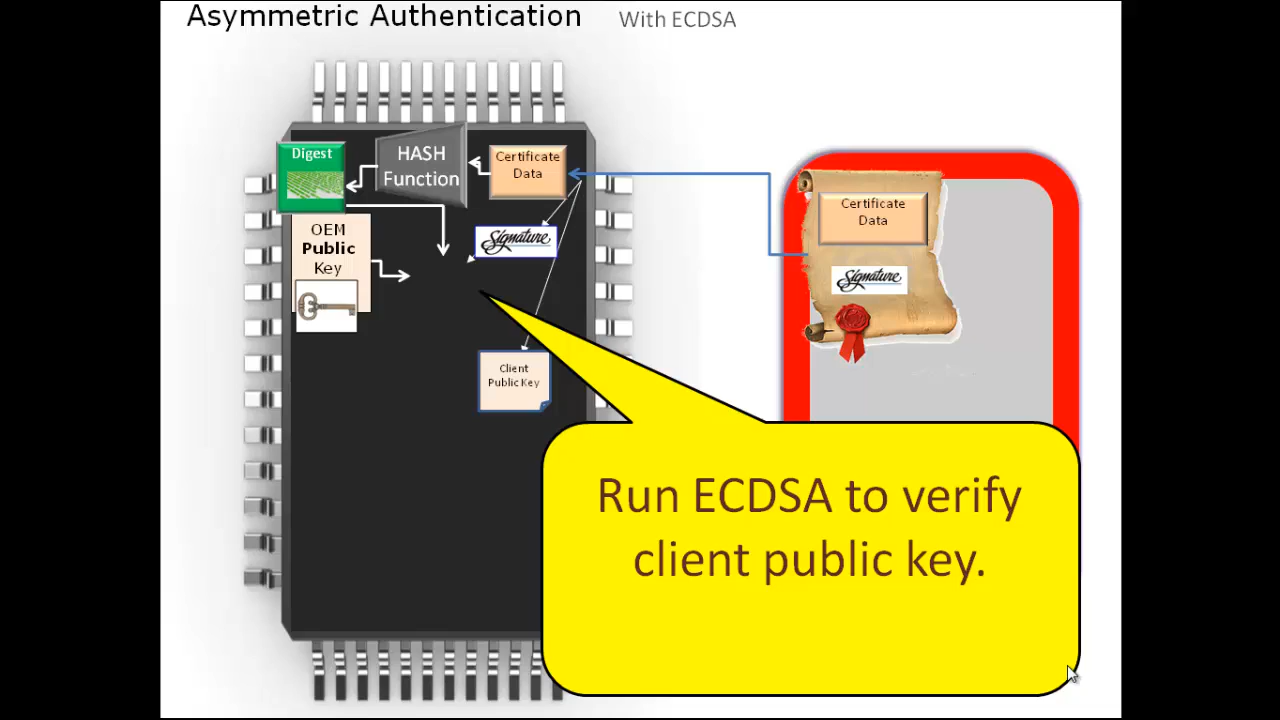 Asymmetric Authentication With ECDSA
Digest
HASH
Function
Certificate
Data
OEM
Public
Key
Signature
Client
Public Key
Certificate
Data
Signature
Run ECDSA to verify
client public key.